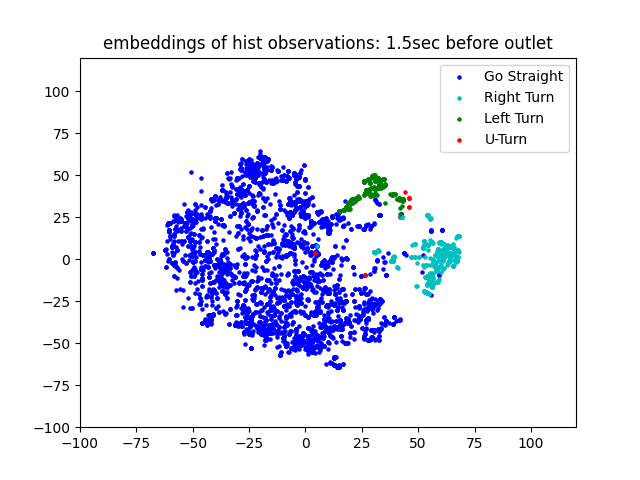 embeddings of hist observations: 1.5sec before outlet
Go Straight
Right Turn
Left Turn
U-Turn
100
75
50
25
0
−25
−50
−75
−100
−100 −75 −50 −25 0 25 50 75 100